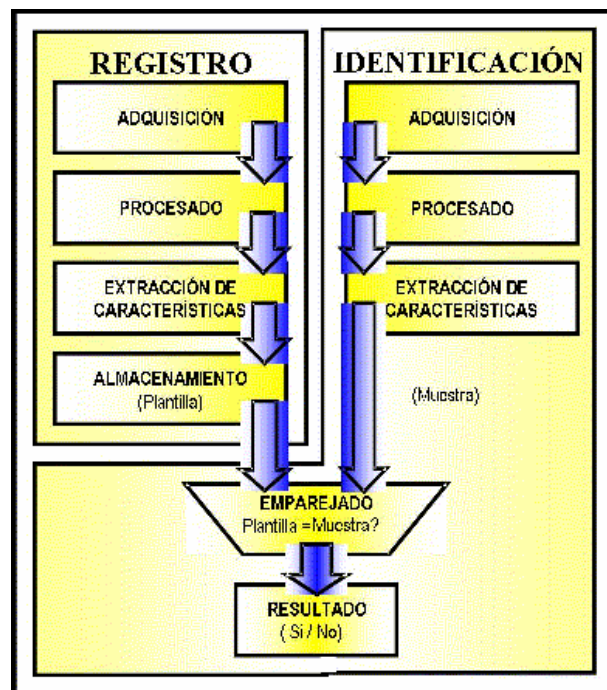 REGISTRO
ADQUISICIÓN
PROCESADO
EXTRACCIÓN DE
CARACTERÍSTICAS
ALMACENAMIENTO
(Plantilla)
IDENTIFICACIÓN
ADQUISICIÓN
PROCESADO
EXTRACCIÓN DE
CARACTERÍSTICAS
(Muestra)
EMPAREJADO
Plantilla =Muestra?
RESULTADO
( Si / No)